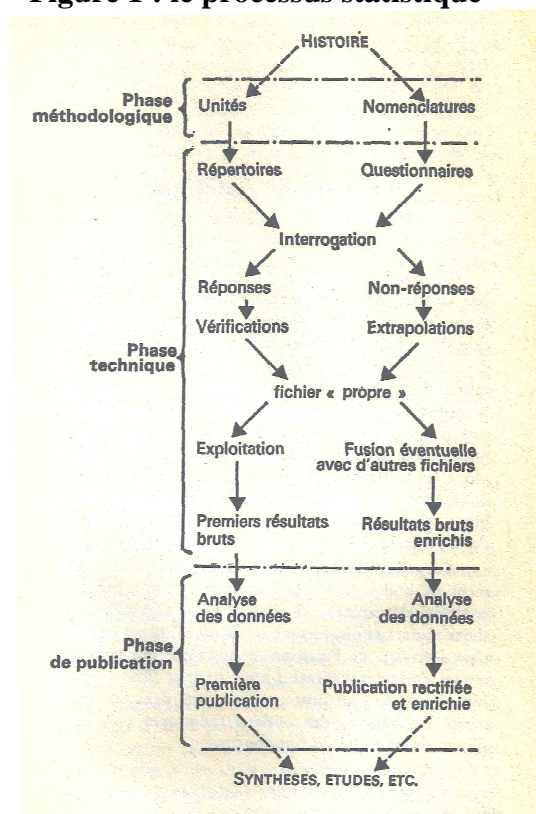 Figure 1 : le processus statistique
HISTOIRE
Phase
méthodologique
Unités
Nomenclatures
Répertoires
Questionnaires
Interrogation
Réponses
Non-réponses
Vérifications
Extrapolations
Phase
technique
fichier « propre »
Exploitation
Fusion éventuelle
avec d'autres fichiers
Premiers résultats
bruts
Résultats bruts
enrichis
Analyse
des données
Analyse
des données
Phase
de publication
Première
publication
Publication rectifiée
et enrichie
SYNTHESES, ETUDES, ETC.